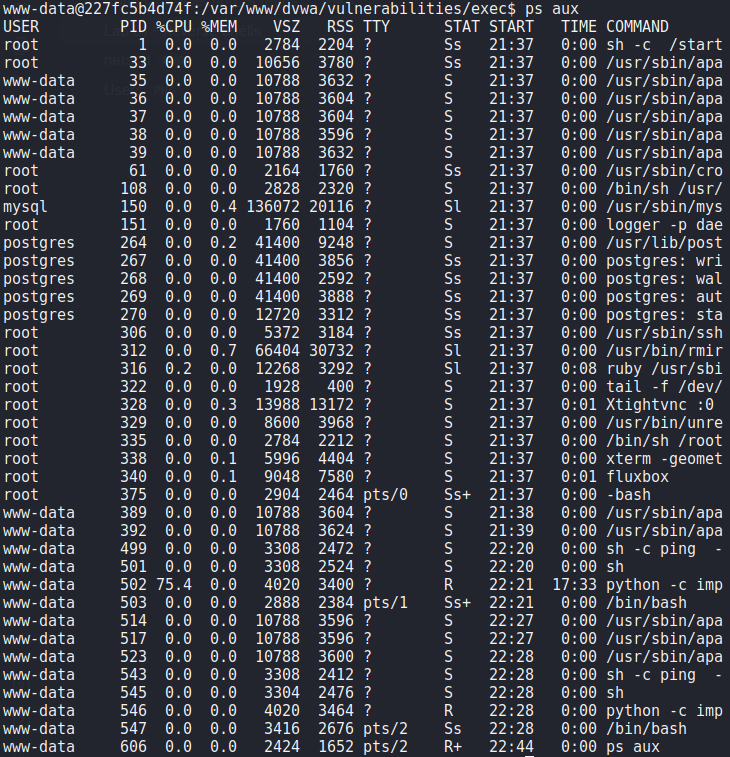 www-data@227fc5b4d74f:/var/www/dvwa/vulnerabilities/exec$ ps aux
USER PID %CPU %MEM VSZ RSS TTY STAT START TIME COMMAND
root 1 0.0 0.0 2784 2204 ? Ss 21:37 0:00 sh -c /start
root 33 0.0 0.0 10656 3780 ? Ss 21:37 0:00 /usr/sbin/apa
www-data 35 0.0 0.0 10788 3632 ? S 21:37 0:00 /usr/sbin/apa
www-data 36 0.0 0.0 10788 3604 ? S 21:37 0:00 /usr/sbin/apa
www-data 37 0.0 0.0 10788 3604 ? S 21:37 0:00 /usr/sbin/apa
www-data 38 0.0 0.0 10788 3596 ? S 21:37 0:00 /usr/sbin/apa
www-data 39 0.0 0.0 10788 3632 ? S 21:37 0:00 /usr/sbin/apa
root 61 0.0 0.0 2164 1760 ? Ss 21:37 0:00 /usr/sbin/cro
root 108 0.0 0.0 2828 2320 ? S 21:37 0:00 /bin/sh /usr/
mysql 150 0.0 0.4 136072 20116 ? Sl 21:37 0:00 /usr/sbin/mys
root 151 0.0 0.0 1760 1104 ? S 21:37 0:00 logger -p dae
postgres 264 0.0 0.2 41400 9248 ? S 21:37 0:00 /usr/lib/post
postgres 267 0.0 0.0 41400 3856 ? Ss 21:37 0:00 postgres: wri
postgres 268 0.0 0.0 41400 2592 ? Ss 21:37 0:00 postgres: wal
postgres 269 0.0 0.0 41400 3888 ? Ss 21:37 0:00 postgres: aut
postgres 270 0.0 0.0 12720 3312 ? Ss 21:37 0:00 postgres: sta
root 306 0.0 0.0 5372 3184 ? Ss 21:37 0:00 /usr/sbin/ssh
root 312 0.0 0.7 66404 30732 ? Sl 21:37 0:00 /usr/bin/rmir
root 316 0.2 0.0 12268 3292 ? Sl 21:37 0:08 ruby /usr/sbi
root 322 0.0 0.0 1928 400 ? S 21:37 0:00 tail -f /dev/
root 328 0.0 0.3 13988 13172 ? S 21:37 0:01 Xtightvnc :0
root 329 0.0 0.0 8600 3968 ? S 21:37 0:00 /usr/bin/unre
root 335 0.0 0.0 2784 2212 ? S 21:37 0:00 /bin/sh /root
root 338 0.0 0.1 5996 4404 ? S 21:37 0:00 xterm -geomet
root 340 0.0 0.1 9048 7580 ? S 21:37 0:01 fluxbox
root 375 0.0 0.0 2904 2464 pts/0 Ss+ 21:37 0:00 -bash
www-data 389 0.0 0.0 10788 3604 ? S 21:38 0:00 /usr/sbin/apa
www-data 392 0.0 0.0 10788 3624 ? S 21:39 0:00 /usr/sbin/apa
www-data 499 0.0 0.0 3308 2472 ? S 22:20 0:00 sh -c ping -
www-data 501 0.0 0.0 3308 2524 ? S 22:20 0:00 sh
www-data 502 75.4 0.0 4020 3400 ? R 22:21 17:33 python -c imp
www-data 503 0.0 0.0 2888 2384 pts/1 Ss+ 22:21 0:00 /bin/bash
www-data 514 0.0 0.0 10788 3596 ? S 22:27 0:00 /usr/sbin/apa
www-data 517 0.0 0.0 10788 3596 ? S 22:27 0:00 /usr/sbin/apa
www-data 523 0.0 0.0 10788 3600 ? S 22:28 0:00 /usr/sbin/apa
www-data 543 0.0 0.0 3308 2412 ? S 22:28 0:00 sh -c ping -
www-data 545 0.0 0.0 3304 2476 ? S 22:28 0:00 sh
www-data 546 0.0 0.0 4020 3464 ? R 22:28 0:00 python -c imp
www-data 547 0.0 0.0 3416 2676 pts/2 Ss 22:28 0:00 /bin/bash
www-data 606 0.0 0.0 2424 1652 pts/2 R+ 22:44 0:00 ps aux